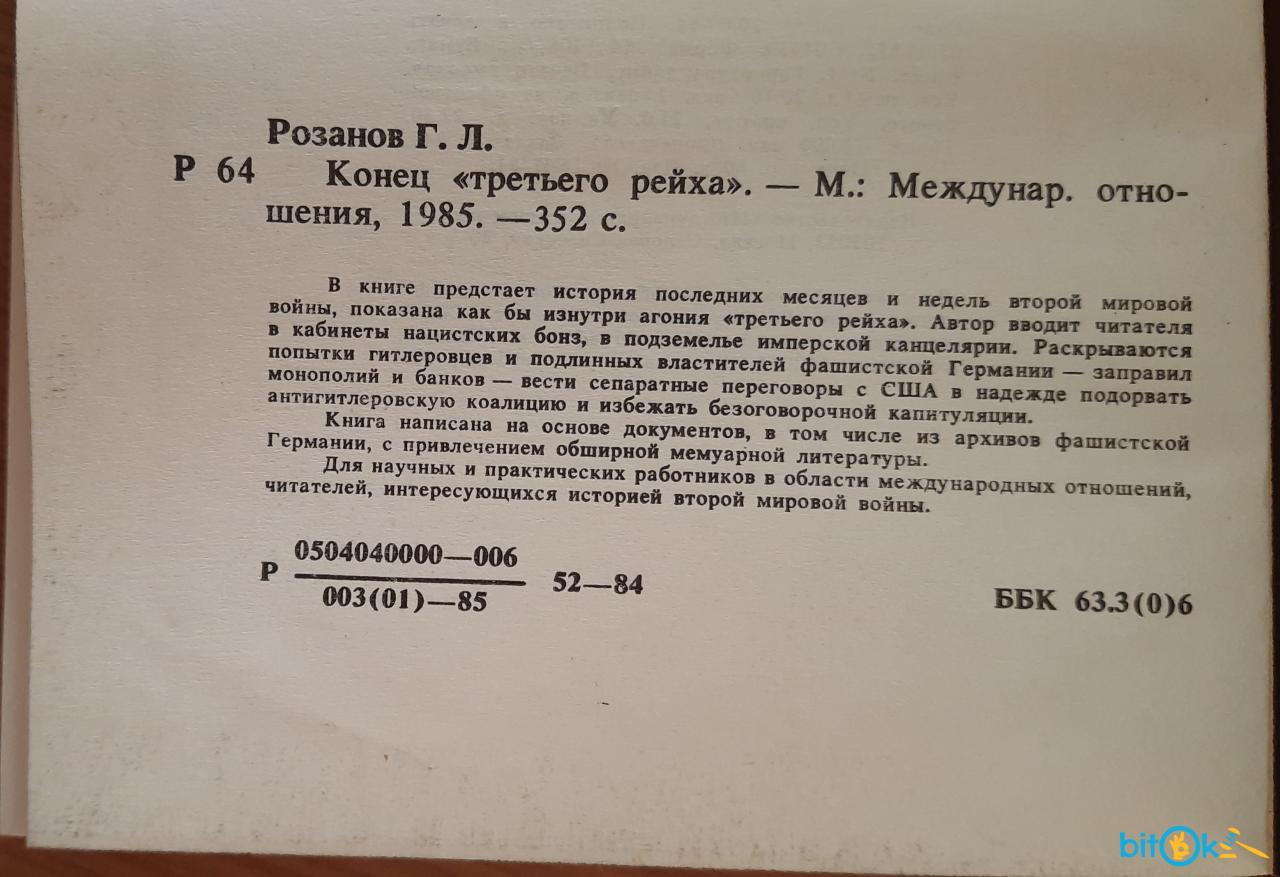 Розанов Г. Л.
Р 64 Конец «третьего рейха». — М.: Междунар. отно-
шения, 1985. —352 с.
В книге предстает история последних месяцев и недель второй мировой
войны, показана как бы изнутри агония «третьего рейха». Автор вводит читателя
в кабинеты нацистских бонз, в подземелье имперской канцелярии. Раскрываются
попытки гитлеровцев и подлинных властителей фашистской Германии — заправил
монополий и банков — вести сепаратные переговоры с США в надежде подорвать
антигитлеровскую коалицию и избежать безоговорочной капитуляции.
Книга написана на основе документов, в том числе из архивов фашистской
Германии, с привлечением обширной мемуарной литературы.
Для научных и практических работников в области международных отношений,
читателей, интересующихся историей второй мировой войны.
0504040000—006
Р 52—84
003(01)—85
ББК 63.3(0)6
bitok